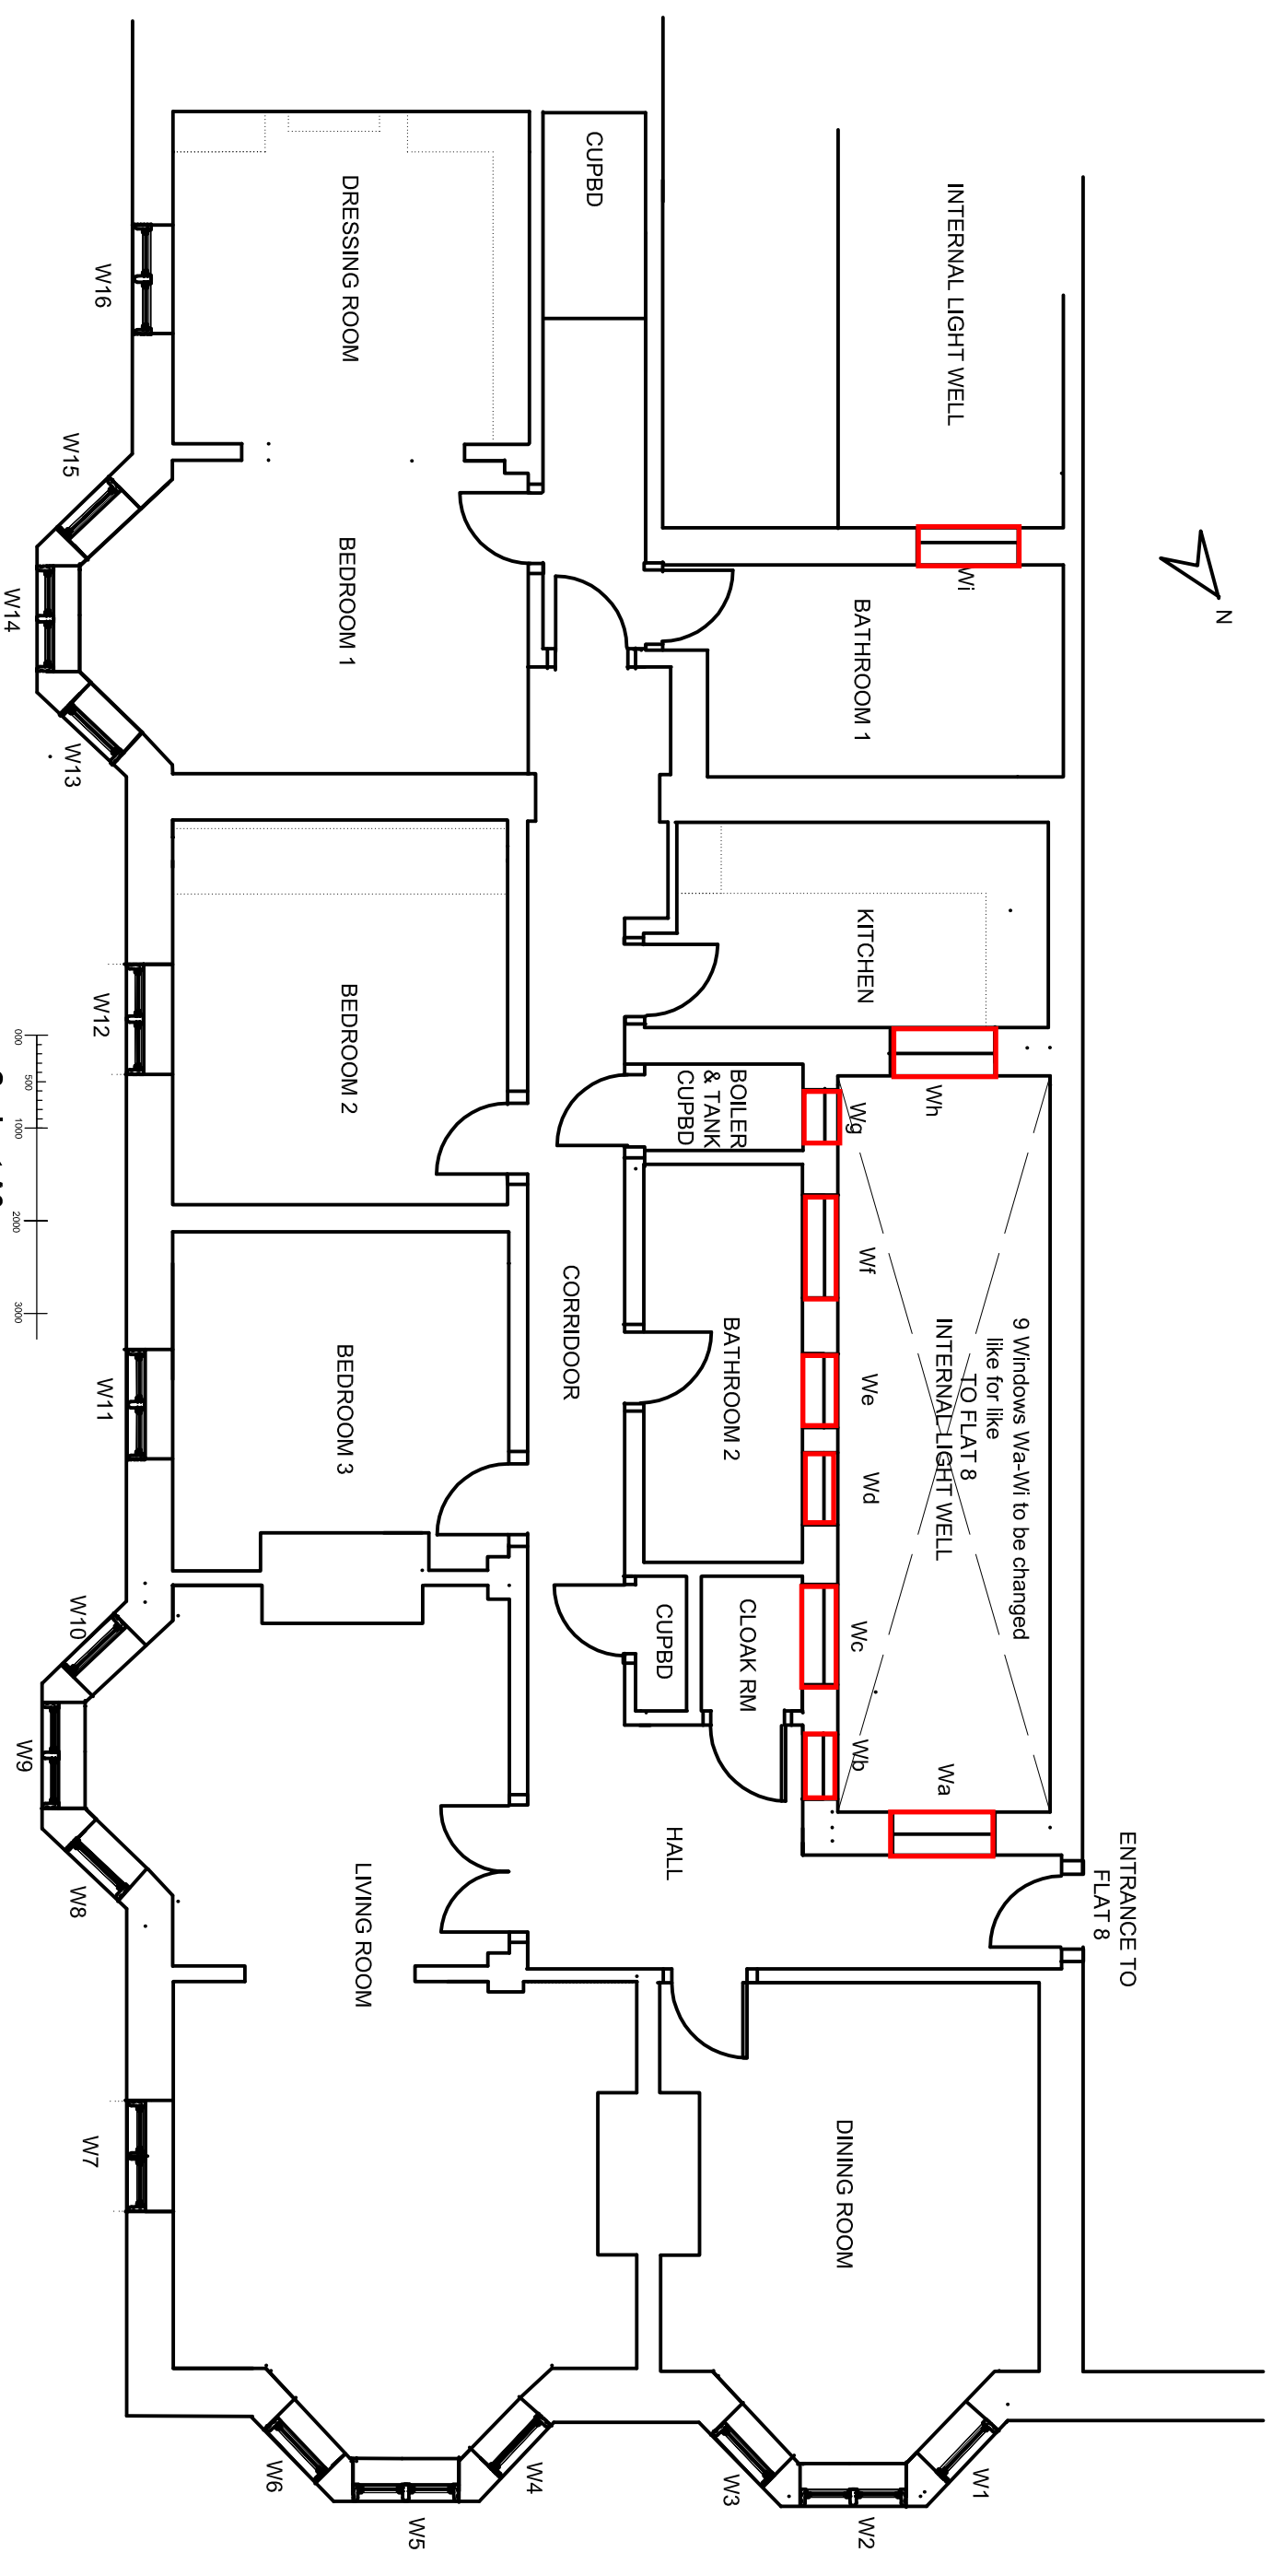 ENTRANCE TO
FLAT 8
N
INTERNAL LIGHT WELL
Wi
BATHROOM 1
KITCHEN
Wh
9 Windows Wa-Wi to be changed
like for like
TO FLAT 8
INTERNAL LIGHT WELL
Wa
Wg
Wf
We
Wd
Wc
Wb
BOILER
& TANK
CUPBD
BATHROOM 2
CLOAK RM
CUPBD
HALL
DINING ROOM
W1
W2
W3
CUPBD
CORRIDOOR
DRESSING ROOM
BEDROOM 1
BEDROOM 2
BEDROOM 3
LIVING ROOM
W4
W5
W6
W16
W15
W14
W13
W12
W11
W10
W9
W8
W7
000
500
1000
2000
3000